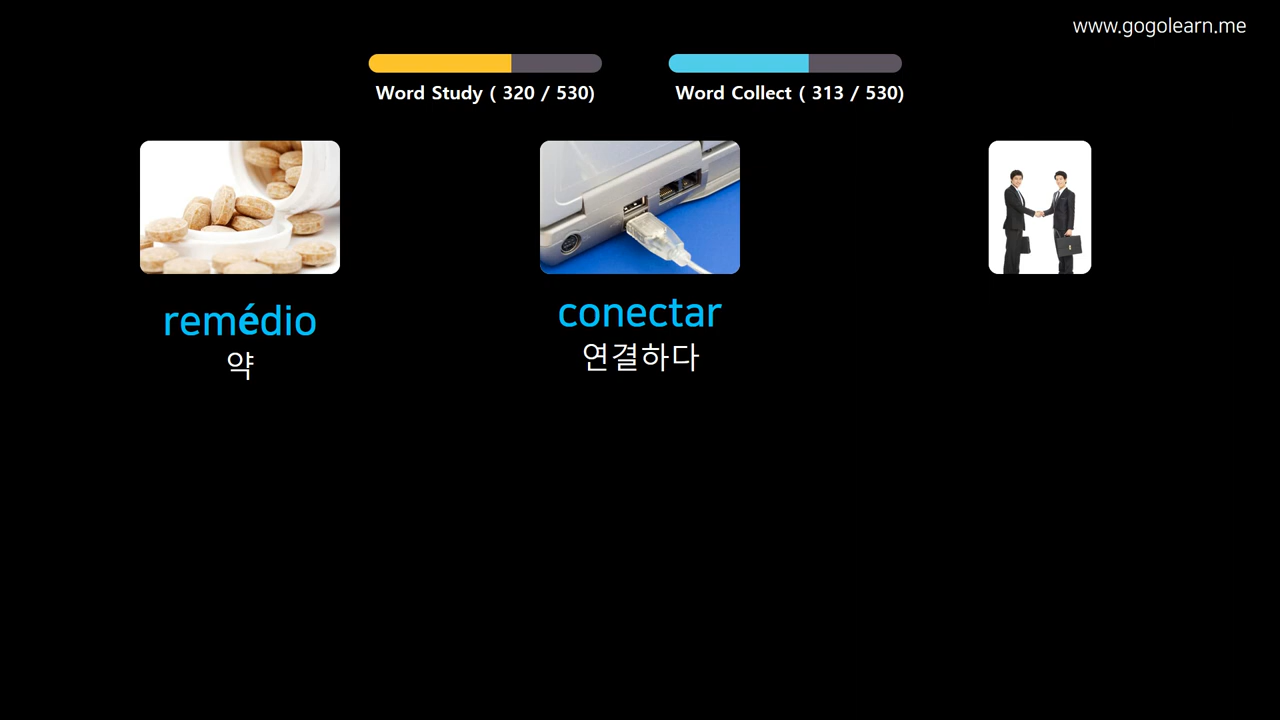 www.gogolearn.me
Word Study ( 320 / 530)
Word Collect ( 313 / 530)
remédio
약
conectar
연결하다